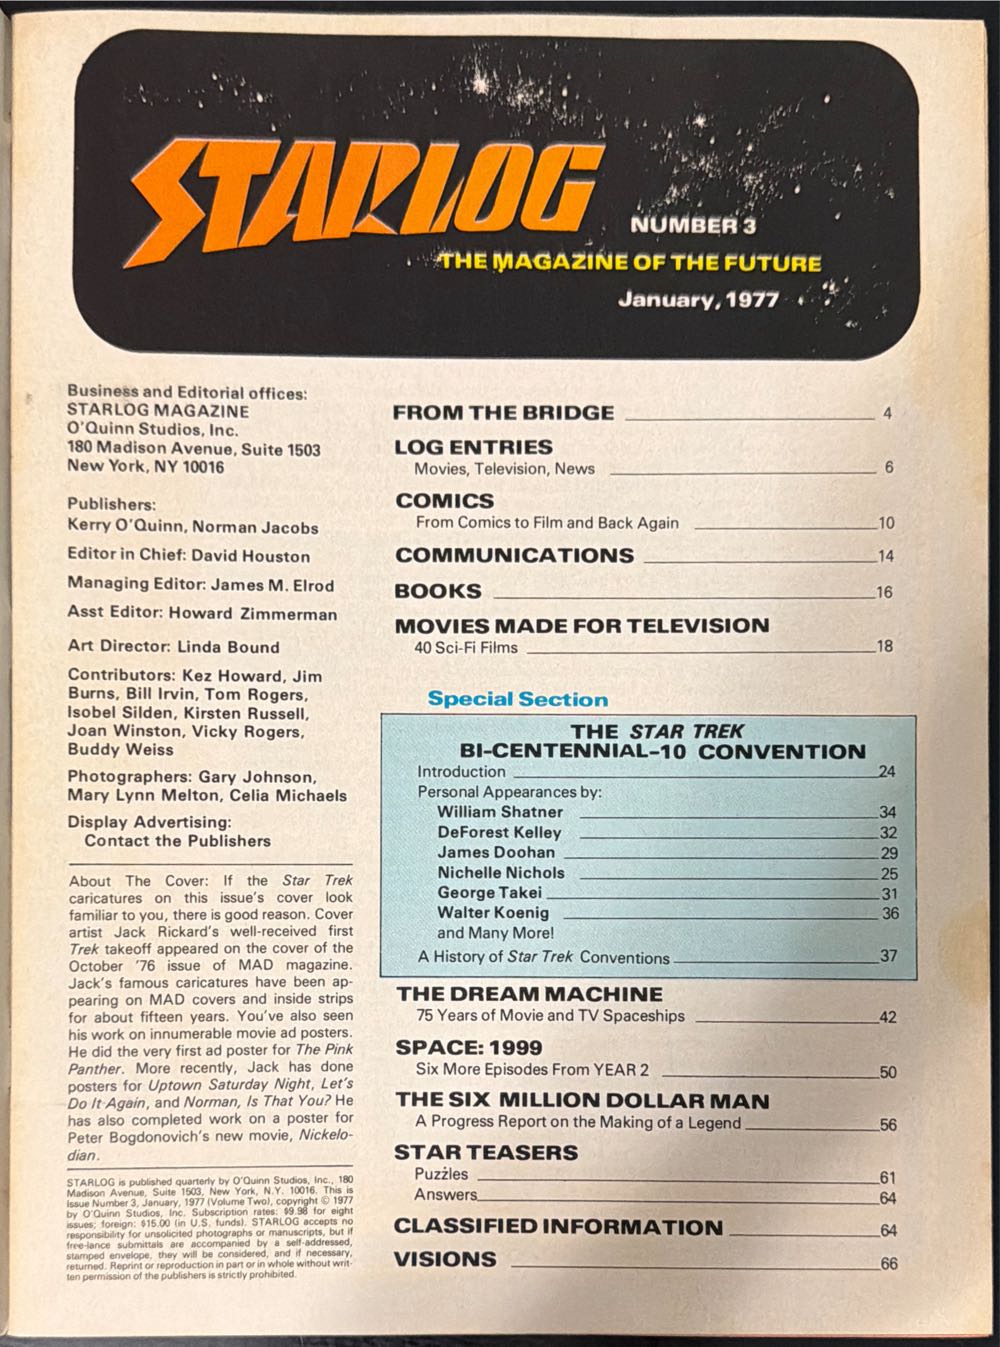 STARLOG
NUMBER 3
THE MAGAZINE OF THE FUTURE
January, 1977
Business and Editorial offices:
STARLOG MAGAZINE
O'Quinn Studios, Inc.
180 Madison Avenue, Suite 1503
New York, NY 10016
Publishers:
Kerry O'Quinn, Norman Jacobs
Editor in Chief: David Houston
Managing Editor: James M. Elrod
Asst Editor: Howard Zimmerman
Art Director: Linda Bound
Contributors: Kez Howard, Jim
Burns, Bill Irvin, Tom Rogers,
Isobel Silden, Kirsten Russell,
Joan Winston, Vicky Rogers,
Buddy Weiss
Photographers: Gary Johnson,
Mary Lynn Melton, Celia Michaels
Display Advertising:
Contact the Publishers
About The Cover: If the Star Trek
caricatures on this issue's cover look
familiar to you, there is good reason. Cover
artist Jack Rickard's well-received first
Trek takeoff appeared on the cover of the
October '76 issue of MAD magazine.
Jack's famous caricatures have been ap-
pearing on MAD covers and inside strips
for about fifteen years. You've also seen
his work on innumerable movie ad posters.
He did the very first ad poster for The Pink
Panther. More recently, Jack has done
posters for Uptown Saturday Night, Let's
Do It Again, and Norman, Is That You? He
has also completed work on a poster for
Peter Bogdonovich's new movie, Nickelo-
dian.
STARLOG is published quarterly by O'Quinn Studios, Inc., 180
Madison Avenue, Suite 1503, New York, N.Y. 10016. This is
issue Number 3, January, 1977 (Volume Two), copyright © 1977
by O'Quinn Studios, Inc. Subscription rates: $9.98 for eight
issues; foreign: $15.00 (in U.S. funds). STARLOG accepts no
responsibility for unsolicited photographs or manuscripts, but if
free-lance submittals are accompanied by a self-addressed,
stamped envelope, they will be considered, and if necessary,
returned. Reprint or reproduction in part or in whole without writ-
ten permission of the publishers is strictly prohibited.
FROM THE BRIDGE 4
LOG ENTRIES
Movies, Television, News 6
COMICS
From Comics to Film and Back Again 10
COMMUNICATIONS 14
BOOKS 16
MOVIES MADE FOR TELEVISION
40 Sci-Fi Films 18
Special Section
THE STAR TREK
BI-CENTENNIAL-10 CONVENTION
Introduction 24
Personal Appearances by:
William Shatner 34
DeForest Kelley 32
James Doohan 29
Nichelle Nichols 25
George Takei 31
Walter Koenig 36
and Many More!
A History of Star Trek Conventions 37
THE DREAM MACHINE
75 Years of Movie and TV Spaceships 42
SPACE: 1999
Six More Episodes From YEAR 2 50
THE SIX MILLION DOLLAR MAN
A Progress Report on the Making of a Legend 56
STAR TEASERS
Puzzles 61
Answers 64
CLASSIFIED INFORMATION 64
VISIONS 66